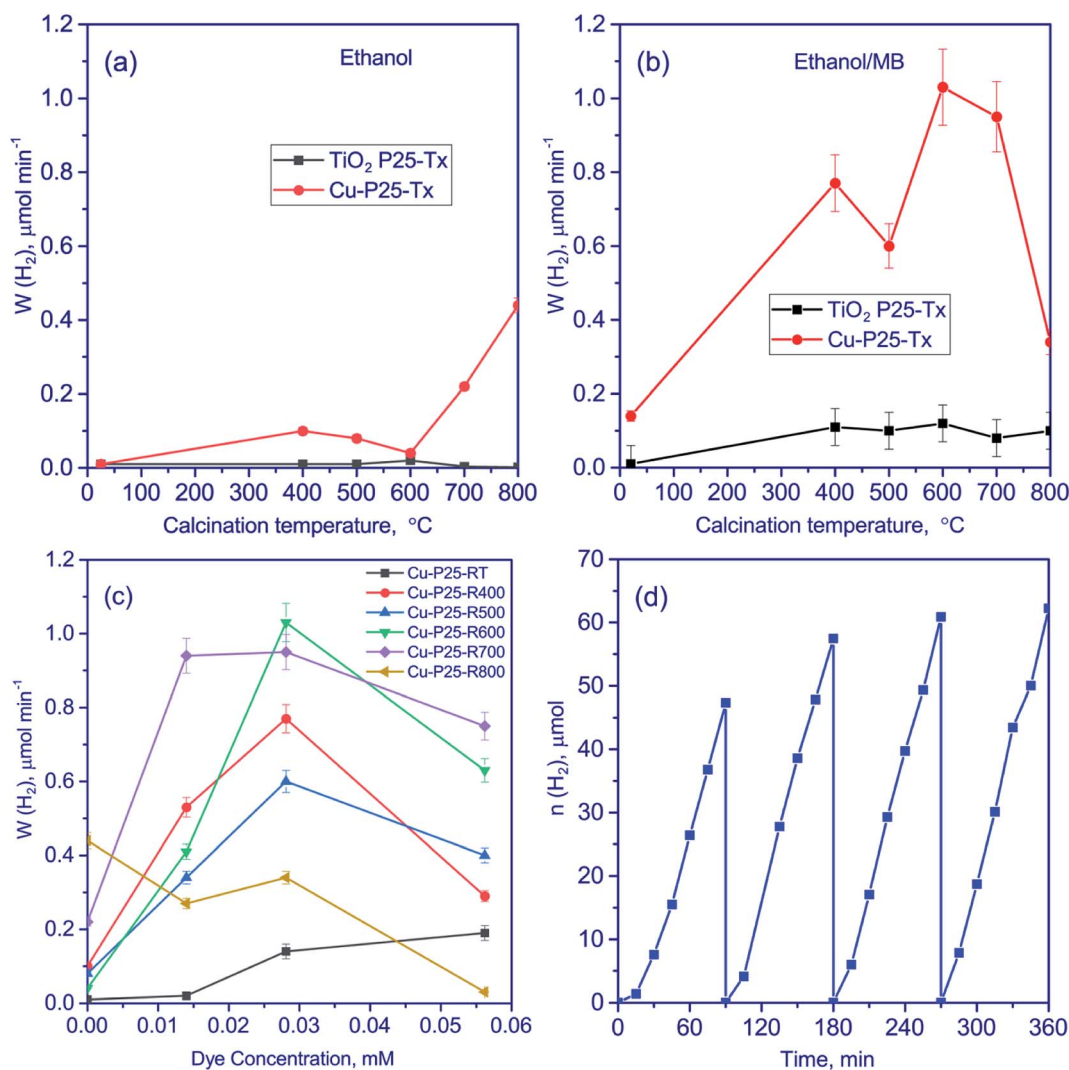 (a)
Ethanol
TiO₂ P25-Tx
Cu-P25-Tx
W (H₂), μmol min⁻¹
1.2
1.0
0.8
0.6
0.4
0.2
0.0
0 100 200 300 400 500 600 700 800
Calcination temperature, °C
(b)
Ethanol/MB
TiO₂ P25-Tx
Cu-P25-Tx
W (H₂), μmol min⁻¹
1.2
1.0
0.8
0.6
0.4
0.2
0.0
0 100 200 300 400 500 600 700 800
Calcination temperature, °C
(c)
Cu-P25-RT
Cu-P25-R400
Cu-P25-R500
Cu-P25-R600
Cu-P25-R700
Cu-P25-R800
W (H₂), μmol min⁻¹
1.2
1.0
0.8
0.6
0.4
0.2
0.0
0.00 0.01 0.02 0.03 0.04 0.05 0.06
Dye Concentration, mM
(d)
n (H₂), μmol
70
60
50
40
30
20
10
0
0 60 120 180 240 300 360
Time, min